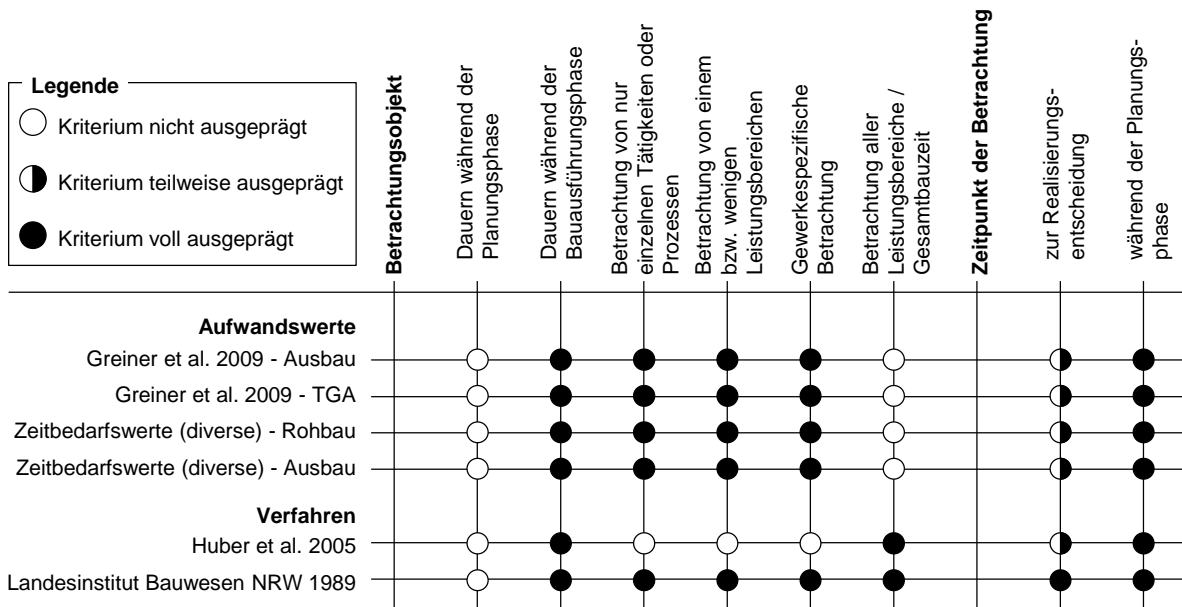 Legende
Kriterium nicht ausgeprägt
Kriterium teilweise ausgeprägt
Kriterium voll ausgeprägt
Betrachtungsobjekt
Dauern während der
Planungsphase
Dauern während der
Bauausführungsphase
Betrachtung von nur
einzelnen Tätigkeiten oder
Prozessen
Betrachtung von einem
bzw. wenigen
Leistungsbereichen
Gewerkespezifische
Betrachtung
Betrachtung aller
Leistungsbereiche /
Gesamtbauzeit
Zeitpunkt der Betrachtung
zur Realisierungs-
entscheidung
während der Planungs-
phase
Aufwandswerte
Greiner et al. 2009 - Ausbau
Greiner et al. 2009 - TGA
Zeitbedarfswerte (diverse) - Rohbau
Zeitbedarfswerte (diverse) - Ausbau
Verfahren
Huber et al. 2005
Landesinstitut Bauwesen NRW 1989